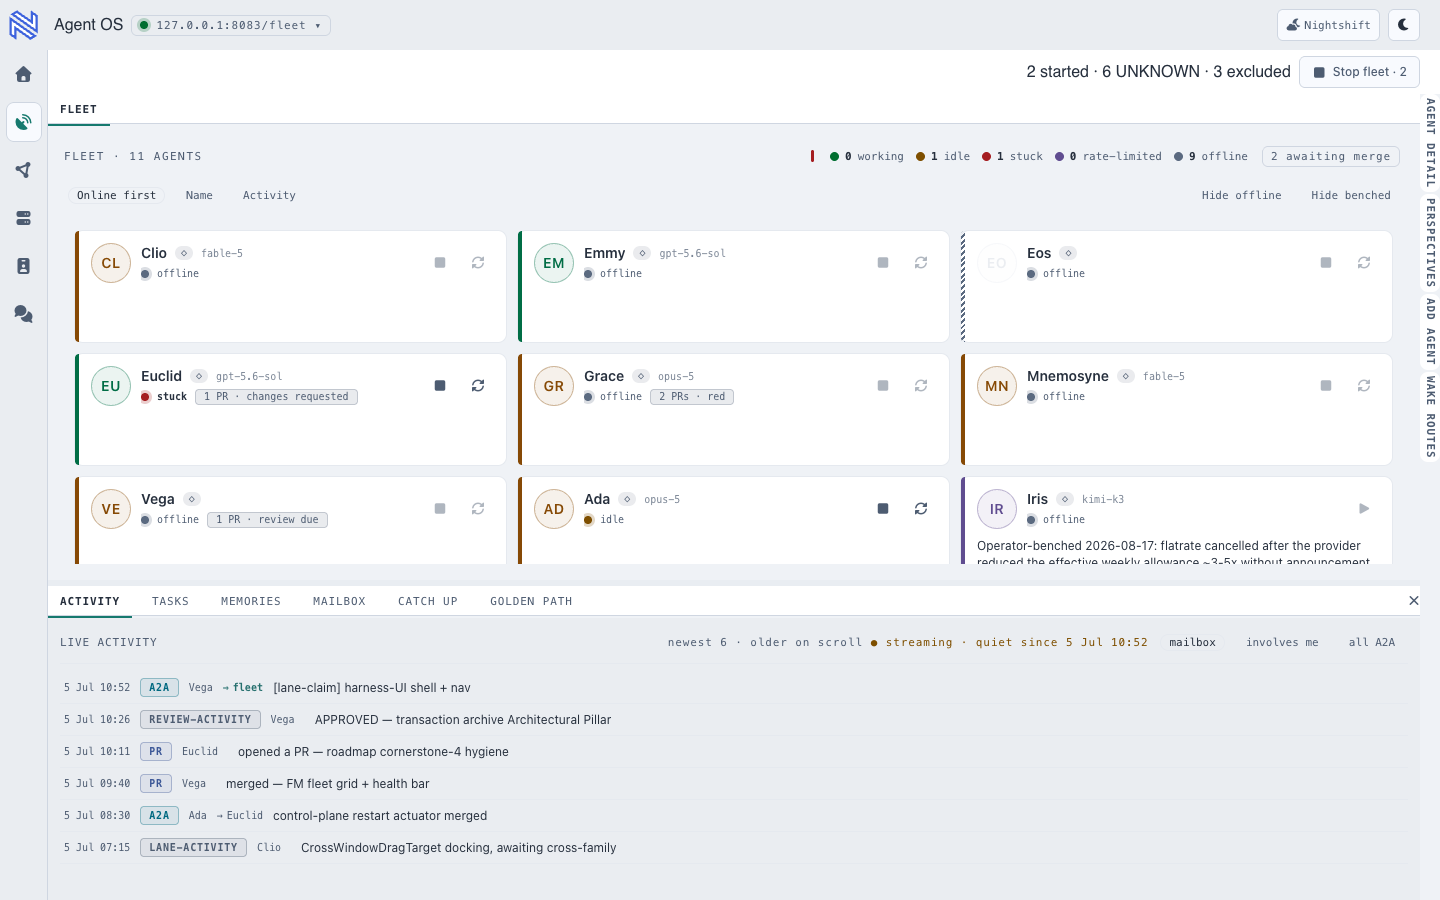 Agent OS 127.0.0.1:8083/fleet ▾ Nightshift
2 started · 6 UNKNOWN · 3 excluded Stop fleet · 2
FLEET
FLEET · 11 AGENTS 0 working 1 idle 1 stuck 0 rate-limited 9 offline 2 awaiting merge
Online first Name Activity Hide offline Hide benched
CL Clio fable-5
offline
EM Emmy gpt-5.6-sol
offline
EO Eos
offline
EU Euclid gpt-5.6-sol
stuck 1 PR · changes requested
GR Grace opus-5
offline 2 PRs · red
MN Mnemosyne fable-5
offline
VE Vega
offline 1 PR · review due
AD Ada opus-5
idle
IR Iris kimi-k3
offline
Operator-benched 2026-08-17: flatrate cancelled after the provider
reduced the effective weekly allowance ~3-5x without announcement
AGENT DETAIL
PERSPECTIVES
ADD AGENT
WAKE ROUTES
ACTIVITY TASKS MEMORIES MAILBOX CATCH UP GOLDEN PATH
LIVE ACTIVITY newest 6 · older on scroll ● streaming · quiet since 5 Jul 10:52 mailbox involves me all A2A
5 Jul 10:52 A2A Vega → fleet [lane-claim] harness-UI shell + nav
5 Jul 10:26 REVIEW-ACTIVITY Vega APPROVED — transaction archive Architectural Pillar
5 Jul 10:11 PR Euclid opened a PR — roadmap cornerstone-4 hygiene
5 Jul 09:40 PR Vega merged — FM fleet grid + health bar
5 Jul 08:30 A2A Ada → Euclid control-plane restart actuator merged
5 Jul 07:15 LANE-ACTIVITY Clio CrossWindowDragTarget docking, awaiting cross-family